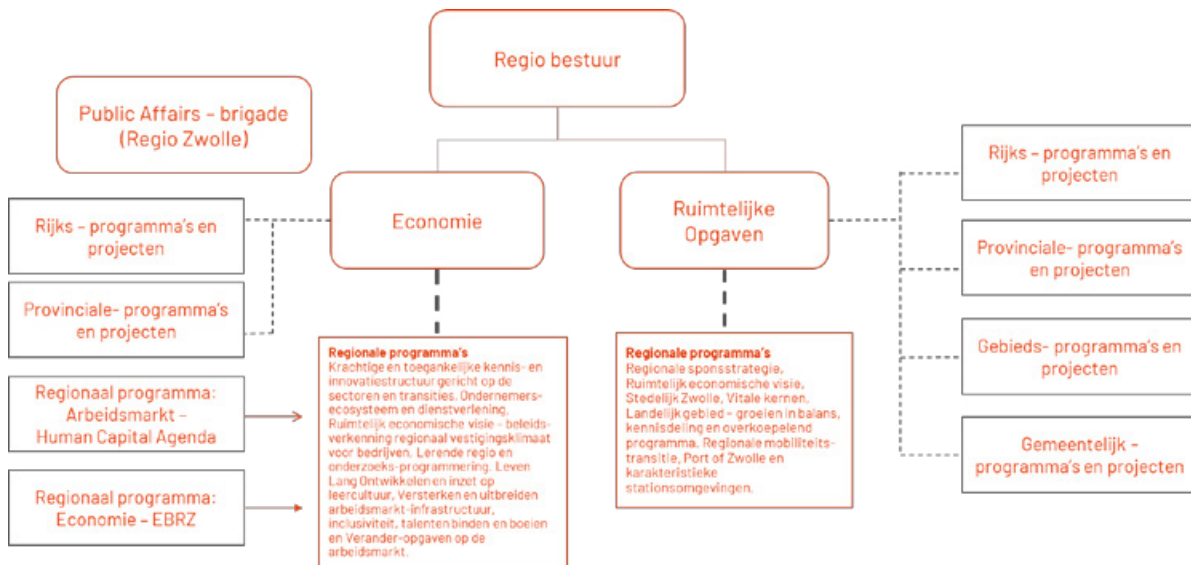 Regio bestuur
Public Affairs – brigade
(Regio Zwolle)
Economie
Ruimtelijke
Opgaven
Rijks – programma's en
projecten
Provinciale- programma's
en projecten
Regionaal programma:
Arbeidsmarkt –
Human Capital Agenda
Regionaal programma:
Economie – EBRZ
Regionale programma's
Krachtige en toegankelijke kennis- en
innovatiestructuur gericht op de
sectoren en transities, Ondernemers-
ecosysteem en dienstverlening,
Ruimtelijk economische visie – beleids-
verkenning regionaal vestigingsklimaat
voor bedrijven, Lerende regio en
onderzoeks-programmering. Leven
Lang Ontwikkelen en inzet op
leercultuur, Versterken en uitbreiden
arbeidsmarkt-infrastructuur,
inclusiviteit, talenten binden en boeien
en Verander-opgaven op de
arbeidsmarkt.
Regionale programma's
Regionale sponsstrategie,
Ruimtelijk economische visie,
Stedelijk Zwolle, Vitale kernen,
Landelijk gebied – groeien in balans,
kennisdeling en overkoepelend
programma, Regionale mobiliteits-
transitie, Port of Zwolle en
karakteristieke
stationsomgevingen.
Rijks – programma's en
projecten
Provinciale- programma's
en projecten
Gebieds- programma's en
projecten
Gemeentelijk –
programma's en projecten